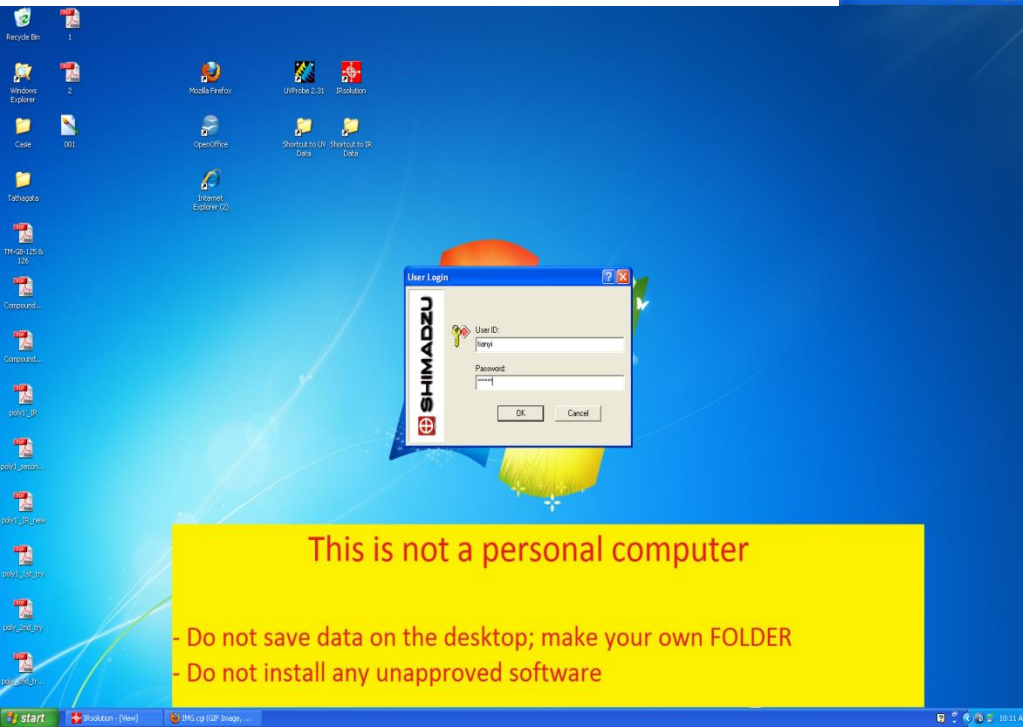 Recycle Bin
1
Windows Explorer
2
Mozilla Firefox
UVProbe 2.31
IRsolution
Casie
001
OpenOffice
Shortcut to UV Data
Shortcut to IR Data
Tathagata
Internet Explorer (2)
TM-GB-125 & 126
Compound...
Compound...
poly1'_IR
poly1_secon...
poly1'_IR_new
poly1_1st_try
poly_2nd_try
User Login
SHIMADZU
User ID:
tianyi
Password:
OK
Cancel
This is not a personal computer
- Do not save data on the desktop; make your own FOLDER
- Do not install any unapproved software
start
IRsolution - [View]
IMG.cgi (GIF Image, ...
10:11 A